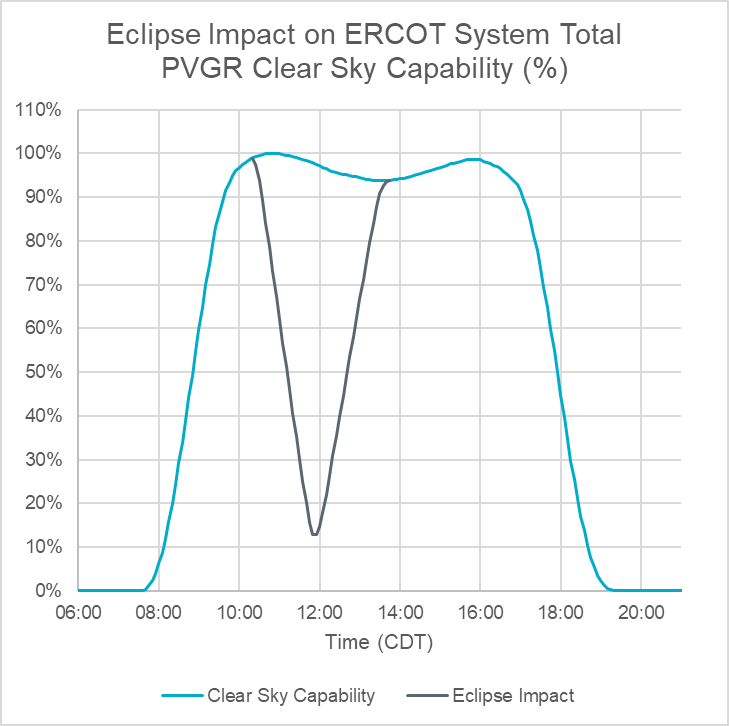 Eclipse Impact on ERCOT System Total
PVGR Clear Sky Capability (%)
110%
100%
90%
80%
70%
60%
50%
40%
30%
20%
10%
0%
06:00 08:00 10:00 12:00 14:00 16:00 18:00 20:00
Time (CDT)
Clear Sky Capability Eclipse Impact